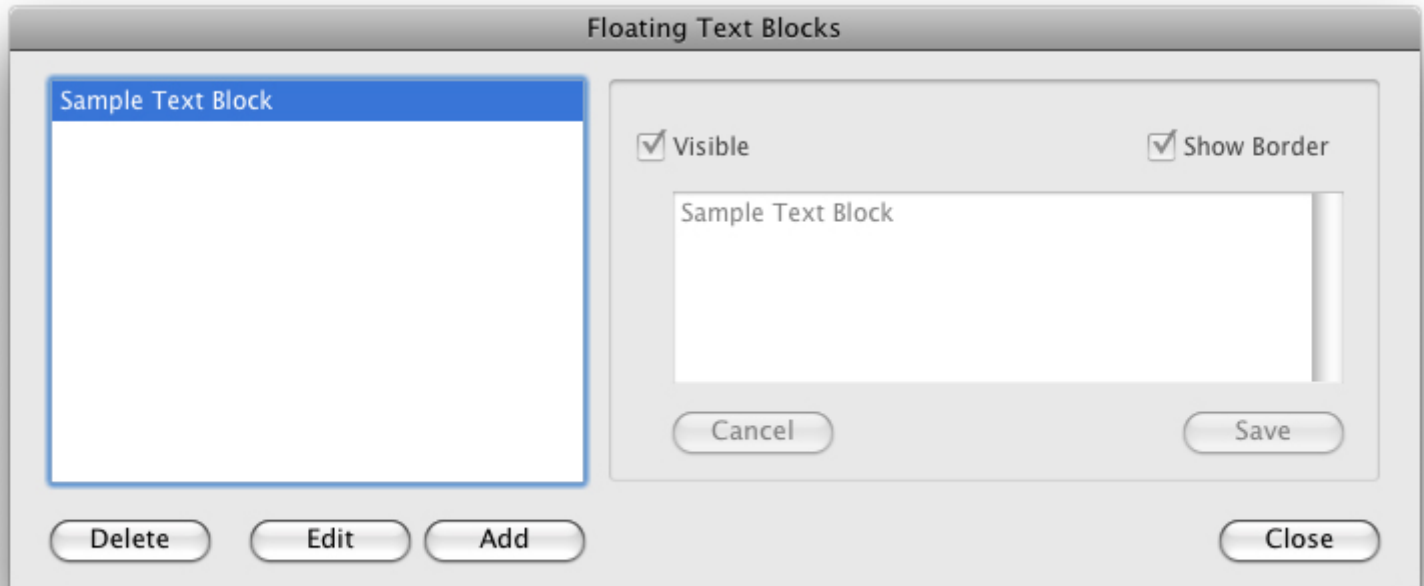 Floating Text Blocks
Sample Text Block
Visible
Show Border
Sample Text Block
Cancel
Save
Delete
Edit
Add
Close